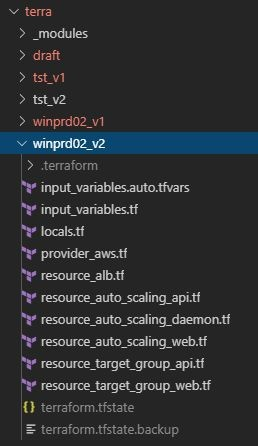 terra
_modules
draft
tst_v1
tst_v2
winprd02_v1
winprd02_v2
.terraform
input_variables.auto.tfvars
input_variables.tf
locals.tf
provider_aws.tf
resource_alb.tf
resource_auto_scaling_api.tf
resource_auto_scaling_daemon.tf
resource_auto_scaling_web.tf
resource_target_group_api.tf
resource_target_group_web.tf
terraform.tfstate
terraform.tfstate.backup